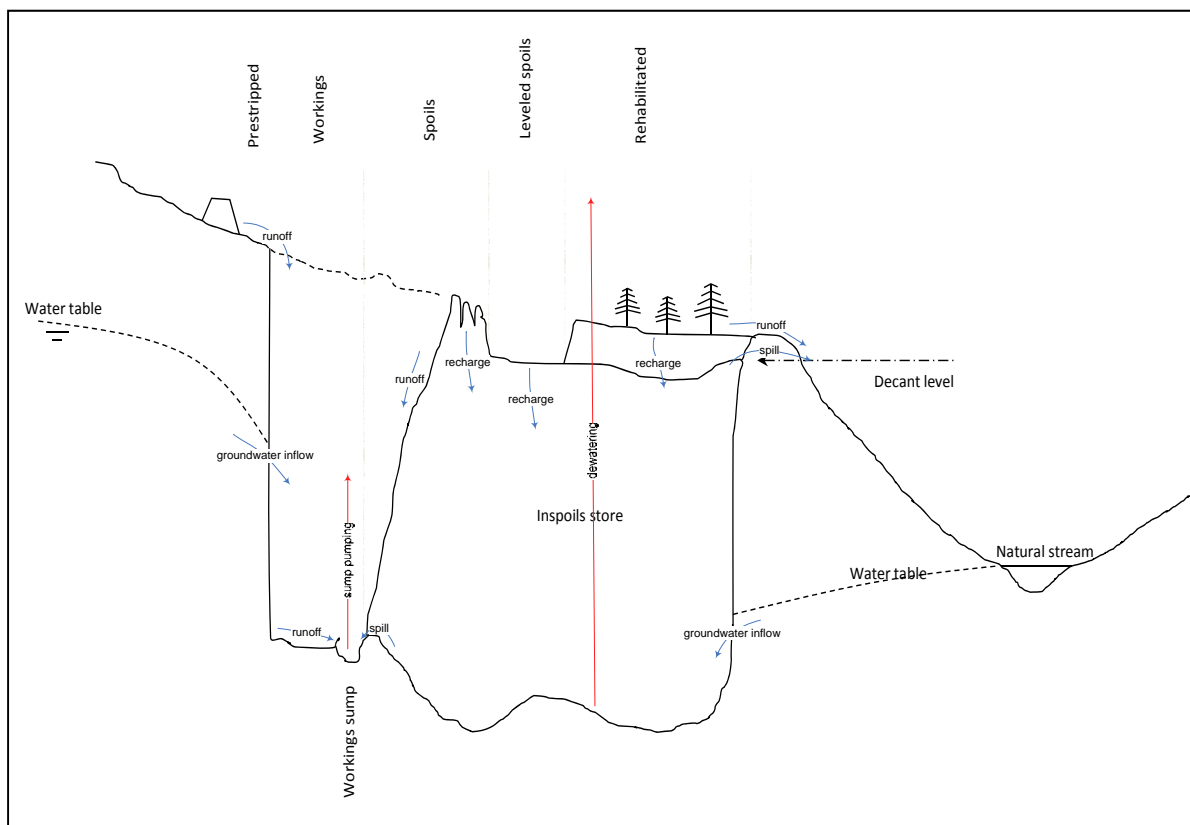 Prestripped
Workings
Spoils
Leveled spoils
Rehabilitated
runoff
Water table
runoff
spill
recharge
recharge
runoff
Decant level
recharge
groundwater inflow
dewatering
Inspoils store
sump pumping
Natural stream
Water table
runoff
spill
groundwater inflow
Workings sump